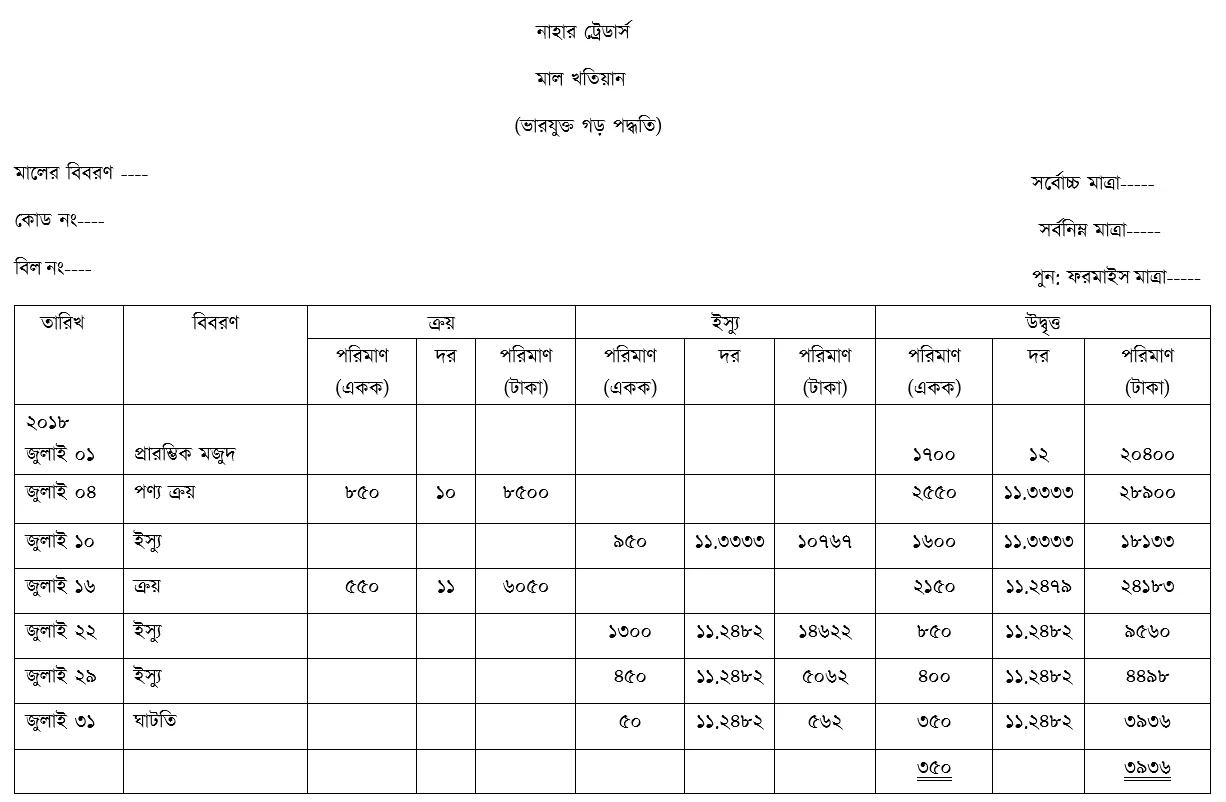 নাহার ট্রেডার্স
মাল খতিয়ান
(ভারযুক্ত গড় পদ্ধতি)
মালের বিবরণ ----
সর্বোচ্চ মাত্রা-----
কোড নং----
সর্বনিম্ন মাত্রা-----
বিল নং----
পুন: ফরমাইস মাত্রা-----
তারিখ বিবরণ ক্রয় ইস্যু উদ্বৃত্ত
পরিমাণ দর পরিমাণ পরিমাণ দর পরিমাণ পরিমাণ দর পরিমাণ
(একক) (টাকা) (একক) (টাকা) (একক) (টাকা)
২০১৮
জুলাই ০১ প্রারম্ভিক মজুদ ১৭০০ ১২ ২০৪০০
জুলাই ০৪ পণ্য ক্রয় ৮৫০ ১০ ৮৫০০ ২৫৫০ ১১.৩৩৩৩ ২৮৯০০
জুলাই ১০ ইস্যু ৯৫০ ১১.৩৩৩৩ ১০৭৬৭ ১৬০০ ১১.৩৩৩৩ ১৮১৩৩
জুলাই ১৬ ক্রয় ৫৫০ ১১ ৬০৫০ ২১৫০ ১১.২৪৭৯ ২৪১৮৩
জুলাই ২২ ইস্যু ১৩০০ ১১.২৪৮২ ১৪৬২২ ৮৫০ ১১.২৪৮২ ৯৫৬০
জুলাই ২৯ ইস্যু ৪৫০ ১১.২৪৮২ ৫০৬২ ৪০০ ১১.২৪৮২ ৪৪৯৮
জুলাই ৩১ ঘাটতি ৫০ ১১.২৪৮২ ৫৬২ ৩৫০ ১১.২৪৮২ ৩৯৩৬
৩৫০ ৩৯৩৬